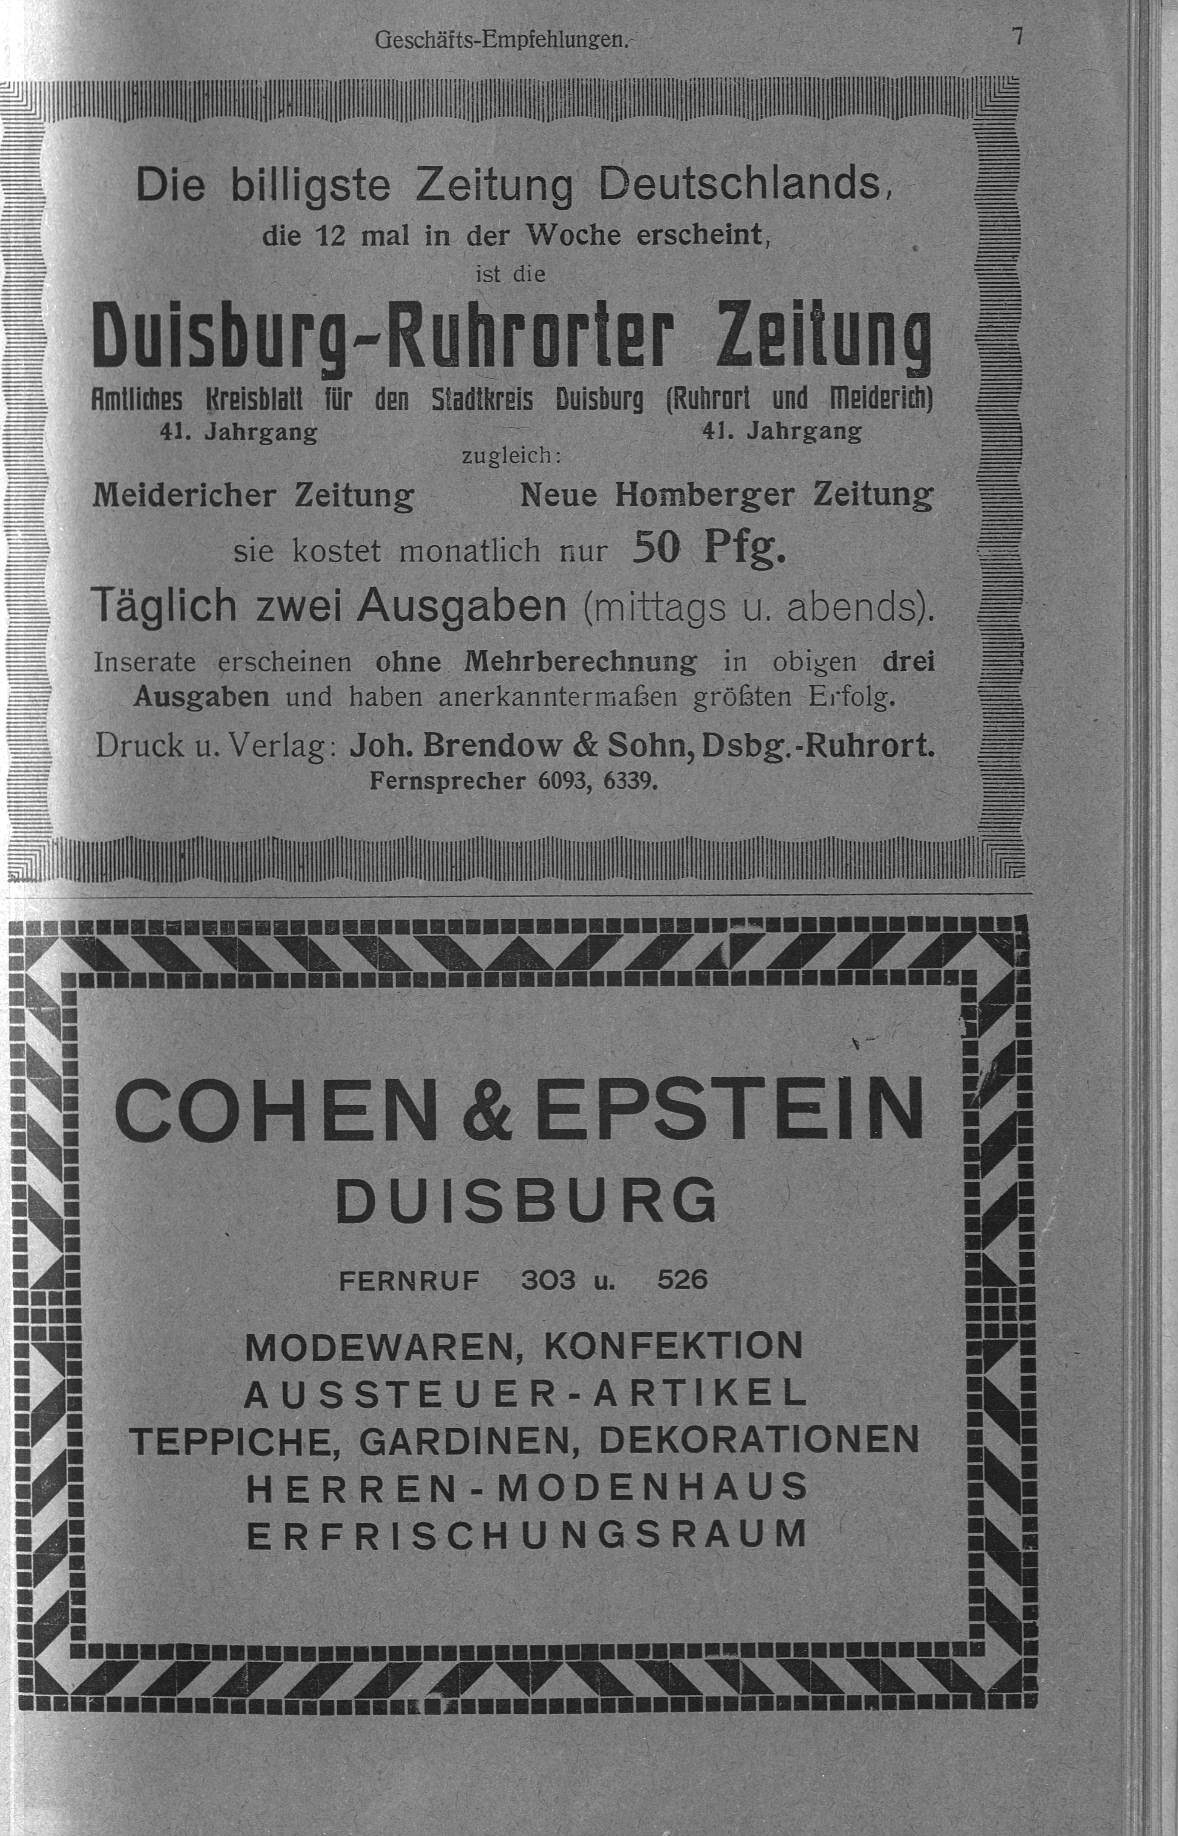 Geschäfts-Empfehlungen. 7
Die billigste Zeitung Deutschlands,
die 12 mal in der Woche erscheint,
ist die
Duisburg-Ruhrorter Zeitung
Amtliches Kreisblatt für den Stadtkreis Duisburg (Ruhrort und Meiderich)
41. Jahrgang 41. Jahrgang
zugleich:
Meidericher Zeitung Neue Homberger Zeitung
sie kostet monatlich nur 50 Pfg.
Täglich zwei Ausgaben (mittags u. abends).
Inserate erscheinen ohne Mehrberechnung in obigen drei
Ausgaben und haben anerkanntermaßen größten Erfolg.
Druck u. Verlag: Joh. Brendow & Sohn, Dsbg.-Ruhrort.
Fernsprecher 6093, 6339.
COHEN & EPSTEIN
DUISBURG
FERNRUF 303 u. 526
MODEWAREN, KONFEKTION
AUSSTEUER-ARTIKEL
TEPPICHE, GARDINEN, DEKORATIONEN
HERREN-MODENHAUS
ERFRISCHUNGSRAUM